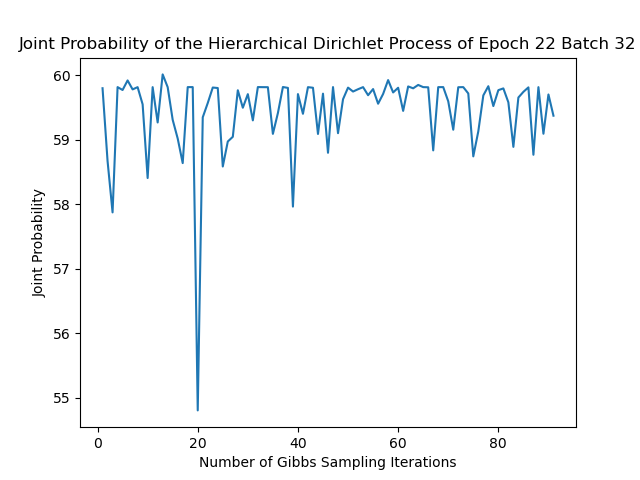 Joint Probability of the Hierarchical Dirichlet Process of Epoch 22 Batch 32
60
59
58
57
56
55
Joint Probability
0 20 40 60 80
Number of Gibbs Sampling Iterations